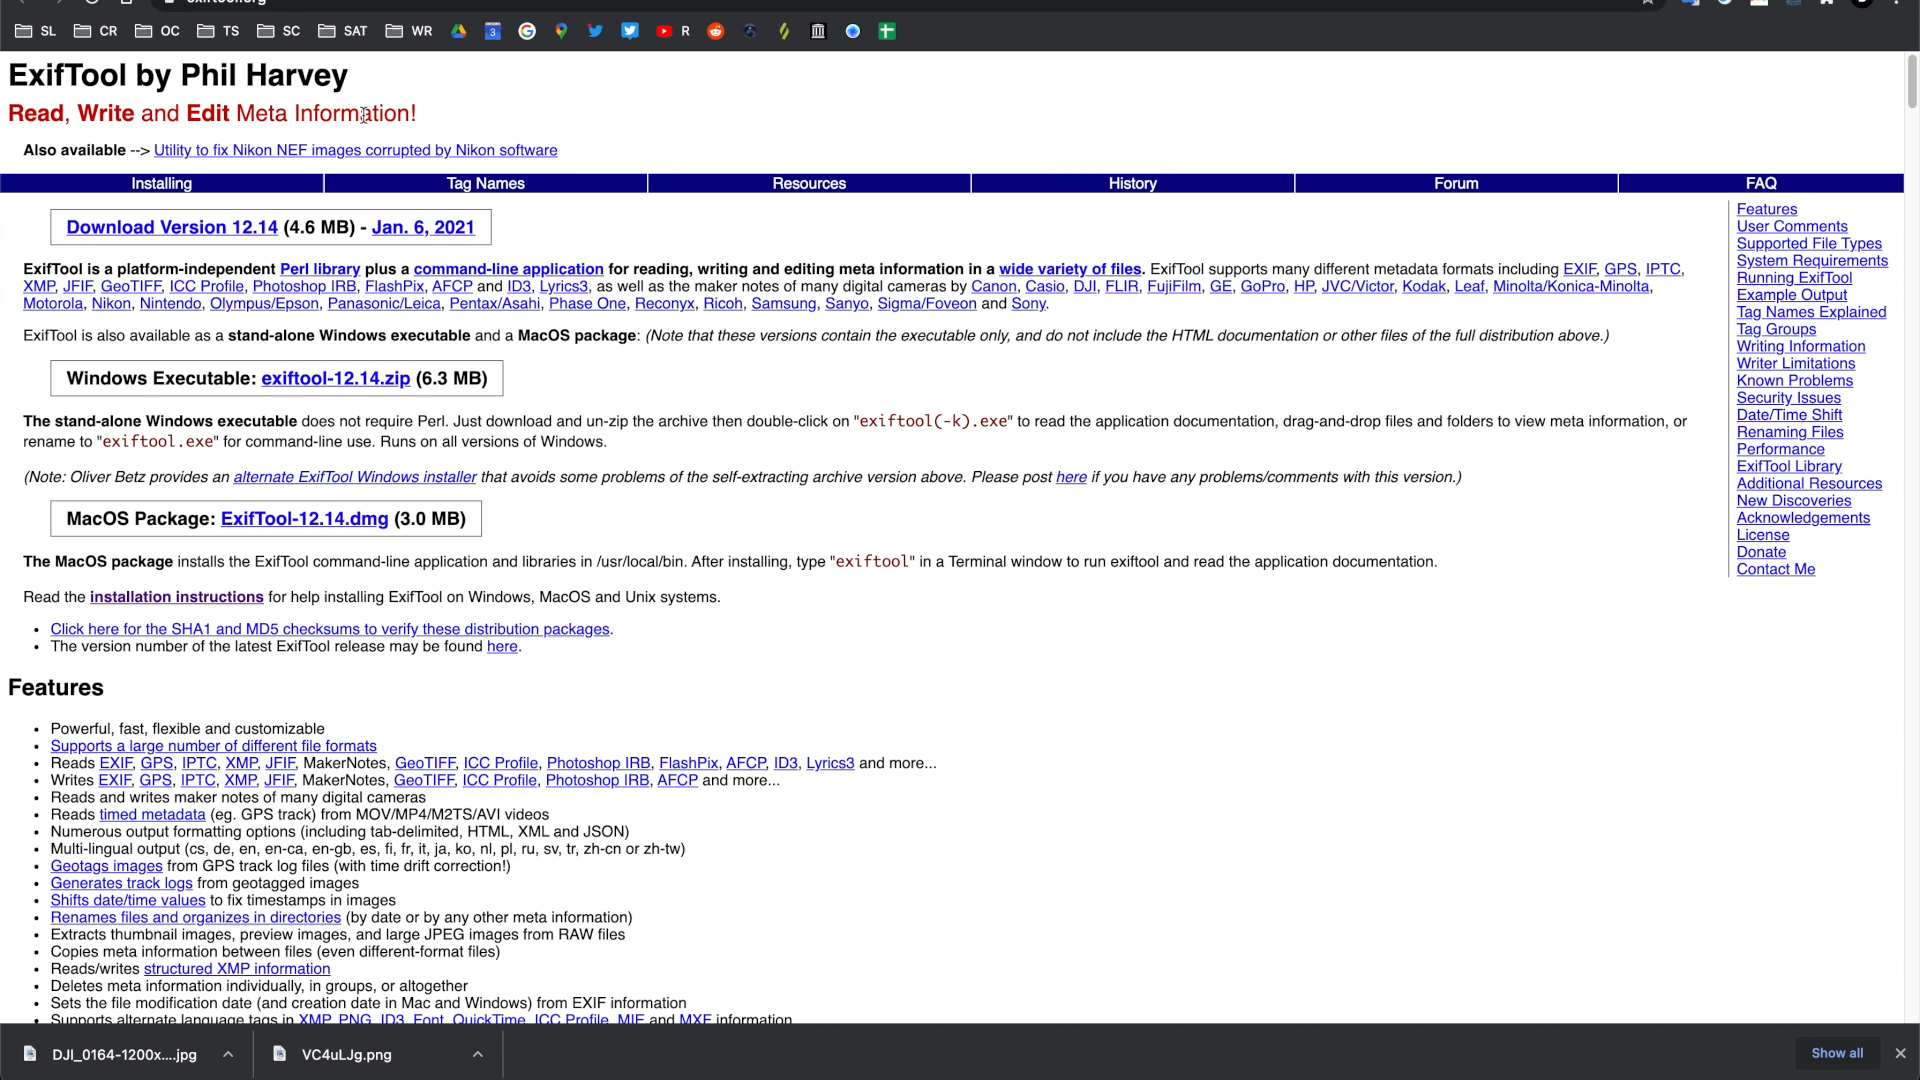 SL CR OC TS SC SAT WR R
ExifTool by Phil Harvey
Read, Write and Edit Meta Information!
Also available --> Utility to fix Nikon NEF images corrupted by Nikon software
Installing Tag Names Resources History Forum FAQ
Download Version 12.14 (4.6 MB) - Jan. 6, 2021
ExifTool is a platform-independent Perl library plus a command-line application for reading, writing and editing meta information in a wide variety of files. ExifTool supports many different metadata formats including EXIF, GPS, IPTC,
XMP, JFIF, GeoTIFF, ICC Profile, Photoshop IRB, FlashPix, AFCP and ID3, Lyrics3, as well as the maker notes of many digital cameras by Canon, Casio, DJI, FLIR, FujiFilm, GE, GoPro, HP, JVC/Victor, Kodak, Leaf, Minolta/Konica-Minolta,
Motorola, Nikon, Nintendo, Olympus/Epson, Panasonic/Leica, Pentax/Asahi, Phase One, Reconyx, Ricoh, Samsung, Sanyo, Sigma/Foveon and Sony.
ExifTool is also available as a stand-alone Windows executable and a MacOS package: (Note that these versions contain the executable only, and do not include the HTML documentation or other files of the full distribution above.)
Windows Executable: exiftool-12.14.zip (6.3 MB)
The stand-alone Windows executable does not require Perl. Just download and un-zip the archive then double-click on "exiftool(-k).exe" to read the application documentation, drag-and-drop files and folders to view meta information, or
rename to "exiftool.exe" for command-line use. Runs on all versions of Windows.
(Note: Oliver Betz provides an alternate ExifTool Windows installer that avoids some problems of the self-extracting archive version above. Please post here if you have any problems/comments with this version.)
MacOS Package: ExifTool-12.14.dmg (3.0 MB)
The MacOS package installs the ExifTool command-line application and libraries in /usr/local/bin. After installing, type "exiftool" in a Terminal window to run exiftool and read the application documentation.
Read the installation instructions for help installing ExifTool on Windows, MacOS and Unix systems.
• Click here for the SHA1 and MD5 checksums to verify these distribution packages.
• The version number of the latest ExifTool release may be found here.
Features
• Powerful, fast, flexible and customizable
• Supports a large number of different file formats
• Reads EXIF, GPS, IPTC, XMP, JFIF, MakerNotes, GeoTIFF, ICC Profile, Photoshop IRB, FlashPix, AFCP, ID3, Lyrics3 and more...
• Writes EXIF, GPS, IPTC, XMP, JFIF, MakerNotes, GeoTIFF, ICC Profile, Photoshop IRB, AFCP and more...
• Reads and writes maker notes of many digital cameras
• Reads timed metadata (eg. GPS track) from MOV/MP4/M2TS/AVI videos
• Numerous output formatting options (including tab-delimited, HTML, XML and JSON)
• Multi-lingual output (cs, de, en, en-ca, en-gb, es, fi, fr, it, ja, ko, nl, pl, ru, sv, tr, zh-cn or zh-tw)
• Geotags images from GPS track log files (with time drift correction!)
• Generates track logs from geotagged images
• Shifts date/time values to fix timestamps in images
• Renames files and organizes in directories (by date or by any other meta information)
• Extracts thumbnail images, preview images, and large JPEG images from RAW files
• Copies meta information between files (even different-format files)
• Reads/writes structured XMP information
• Deletes meta information individually, in groups, or altogether
• Sets the file modification date (and creation date in Mac and Windows) from EXIF information
• Supports alternate language tags in XMP, PNG, ID3, Font, QuickTime, ICC Profile, MIE and MXF information
Features
User Comments
Supported File Types
System Requirements
Running ExifTool
Example Output
Tag Names Explained
Tag Groups
Writing Information
Writer Limitations
Known Problems
Security Issues
Date/Time Shift
Renaming Files
Performance
ExifTool Library
Additional Resources
New Discoveries
Acknowledgements
License
Donate
Contact Me
DJI_0164-1200x....jpg VC4uLJg.png Show all